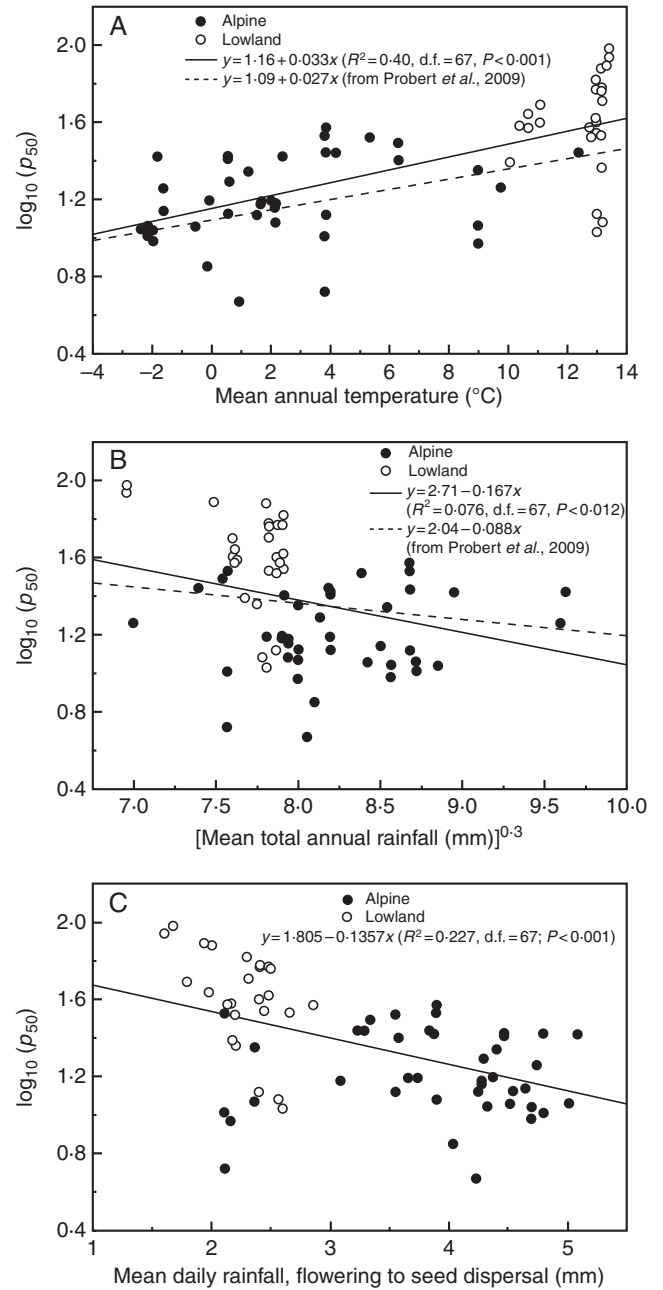 A
Alpine
Lowland
y=1·16+0·033x (R²=0·40, d.f.=67, P<0·001)
y=1·09+0·027x (from Probert et al., 2009)
2·0
1·6
1·2
0·8
0·4
log₁₀ (p₅₀)
−4 −2 0 2 4 6 8 10 12 14
Mean annual temperature (°C)
B
Alpine
Lowland
y=2·71−0·167x
(R²=0·076, d.f.=67, P<0·012)
y=2·04−0·088x
(from Probert et al., 2009)
2·0
1·6
1·2
0·8
0·4
log₁₀ (p₅₀)
7·0 7·5 8·0 8·5 9·0 9·5 10·0
[Mean total annual rainfall (mm)]⁰·³
C
Alpine
Lowland
y=1·805−0·1357x (R²=0·227, d.f.=67; P<0·001)
2·0
1·6
1·2
0·8
0·4
log₁₀ (p₅₀)
1 2 3 4 5
Mean daily rainfall, flowering to seed dispersal (mm)